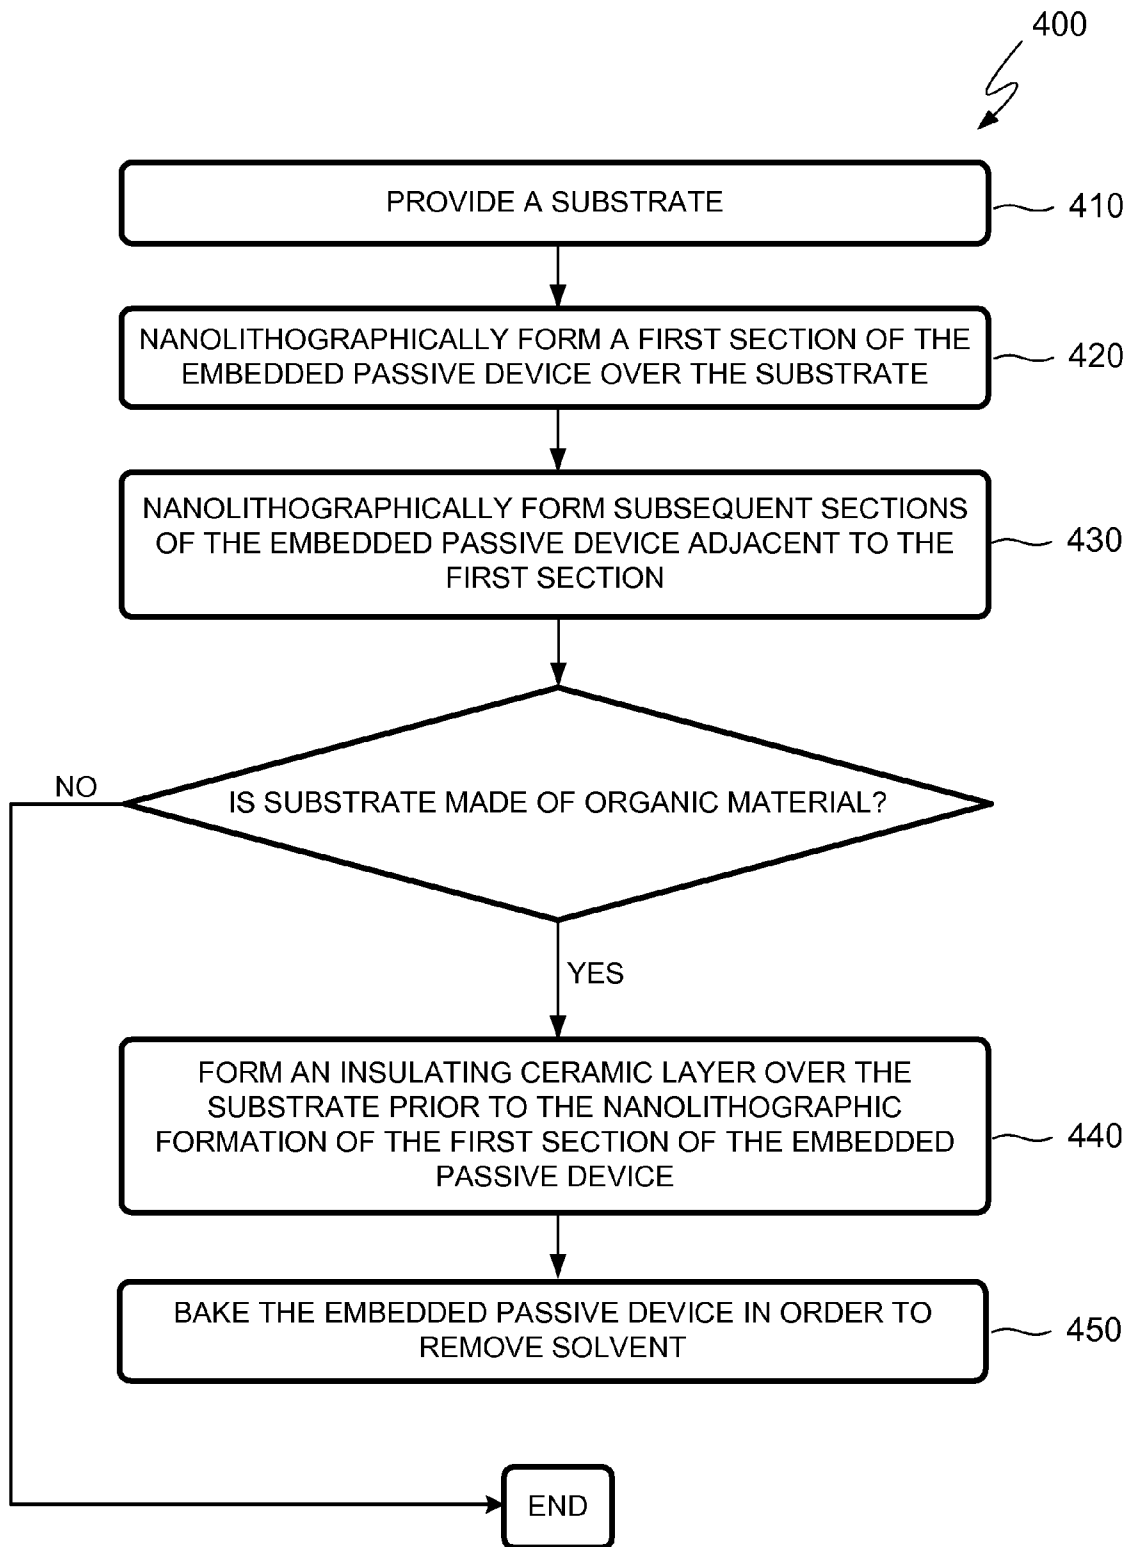 400
PROVIDE A SUBSTRATE
410
NANOLITHOGRAPHICALLY FORM A FIRST SECTION OF THE
EMBEDDED PASSIVE DEVICE OVER THE SUBSTRATE
420
NANOLITHOGRAPHICALLY FORM SUBSEQUENT SECTIONS
OF THE EMBEDDED PASSIVE DEVICE ADJACENT TO THE
FIRST SECTION
430
NO
IS SUBSTRATE MADE OF ORGANIC MATERIAL?
YES
FORM AN INSULATING CERAMIC LAYER OVER THE
SUBSTRATE PRIOR TO THE NANOLITHOGRAPHIC
FORMATION OF THE FIRST SECTION OF THE EMBEDDED
PASSIVE DEVICE
440
BAKE THE EMBEDDED PASSIVE DEVICE IN ORDER TO
REMOVE SOLVENT
450
END